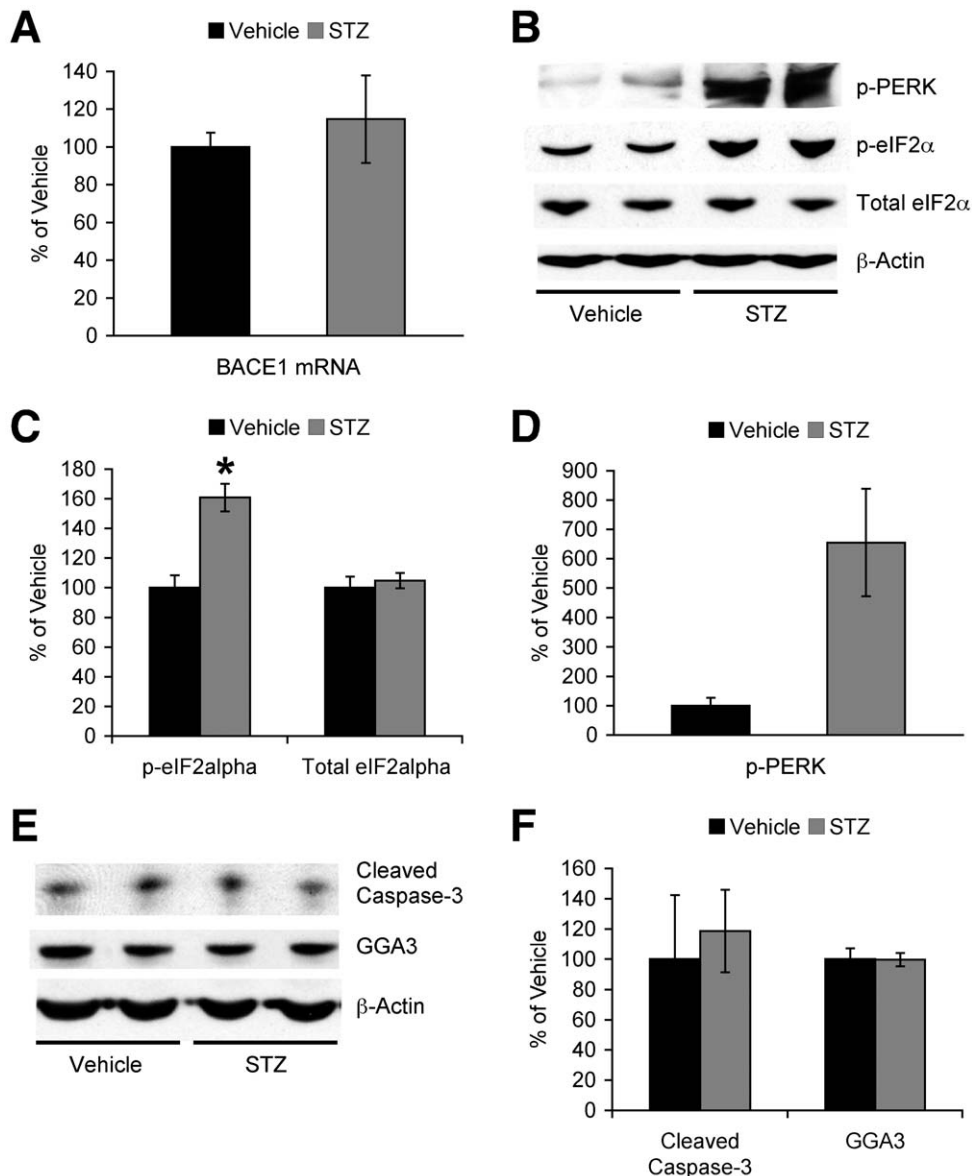 A
Vehicle STZ
% of Vehicle
140
120
100
80
60
40
20
0
BACE1 mRNA
B
p-PERK
p-eIF2α
Total eIF2α
β-Actin
Vehicle STZ
C
Vehicle STZ
% of Vehicle
180
160
140
120
100
80
60
40
20
0
*
p-eIF2alpha Total eIF2alpha
D
Vehicle STZ
% of Vehicle
900
800
700
600
500
400
300
200
100
0
p-PERK
E
Cleaved
Caspase-3
GGA3
β-Actin
Vehicle STZ
F
Vehicle STZ
% of Vehicle
160
140
120
100
80
60
40
20
0
Cleaved
Caspase-3
GGA3